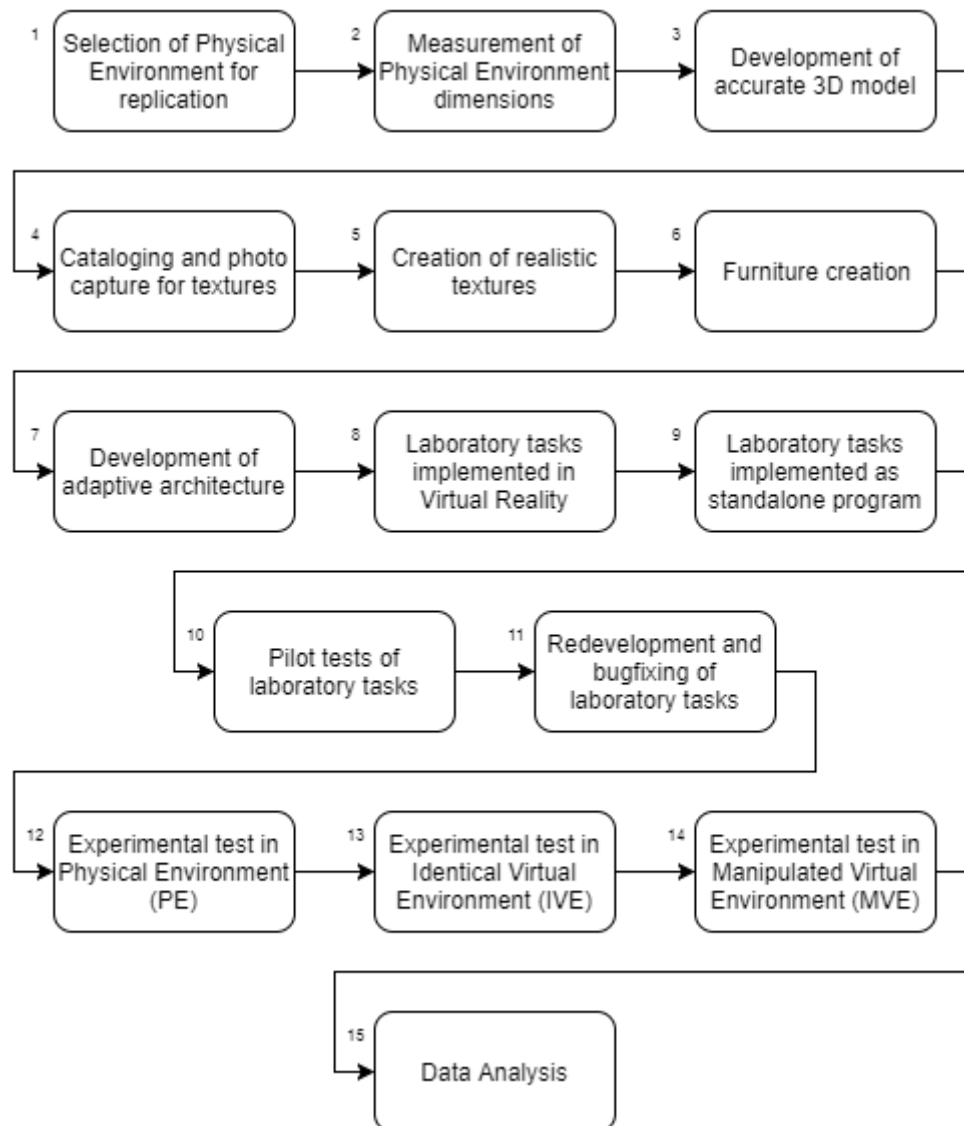 1
Selection of Physical
Environment for
replication
2
Measurement of
Physical Environment
dimensions
3
Development of
accurate 3D model
4
Cataloging and photo
capture for textures
5
Creation of realistic
textures
6
Furniture creation
7
Development of
adaptive architecture
8
Laboratory tasks
implemented in
Virtual Reality
9
Laboratory tasks
implemented as
standalone program
10
Pilot tests of
laboratory tasks
11
Redevelopment and
bugfixing of
laboratory tasks
12
Experimental test in
Physical Environment
(PE)
13
Experimental test in
Identical Virtual
Environment (IVE)
14
Experimental test in
Manipulated Virtual
Environment (MVE)
15
Data Analysis